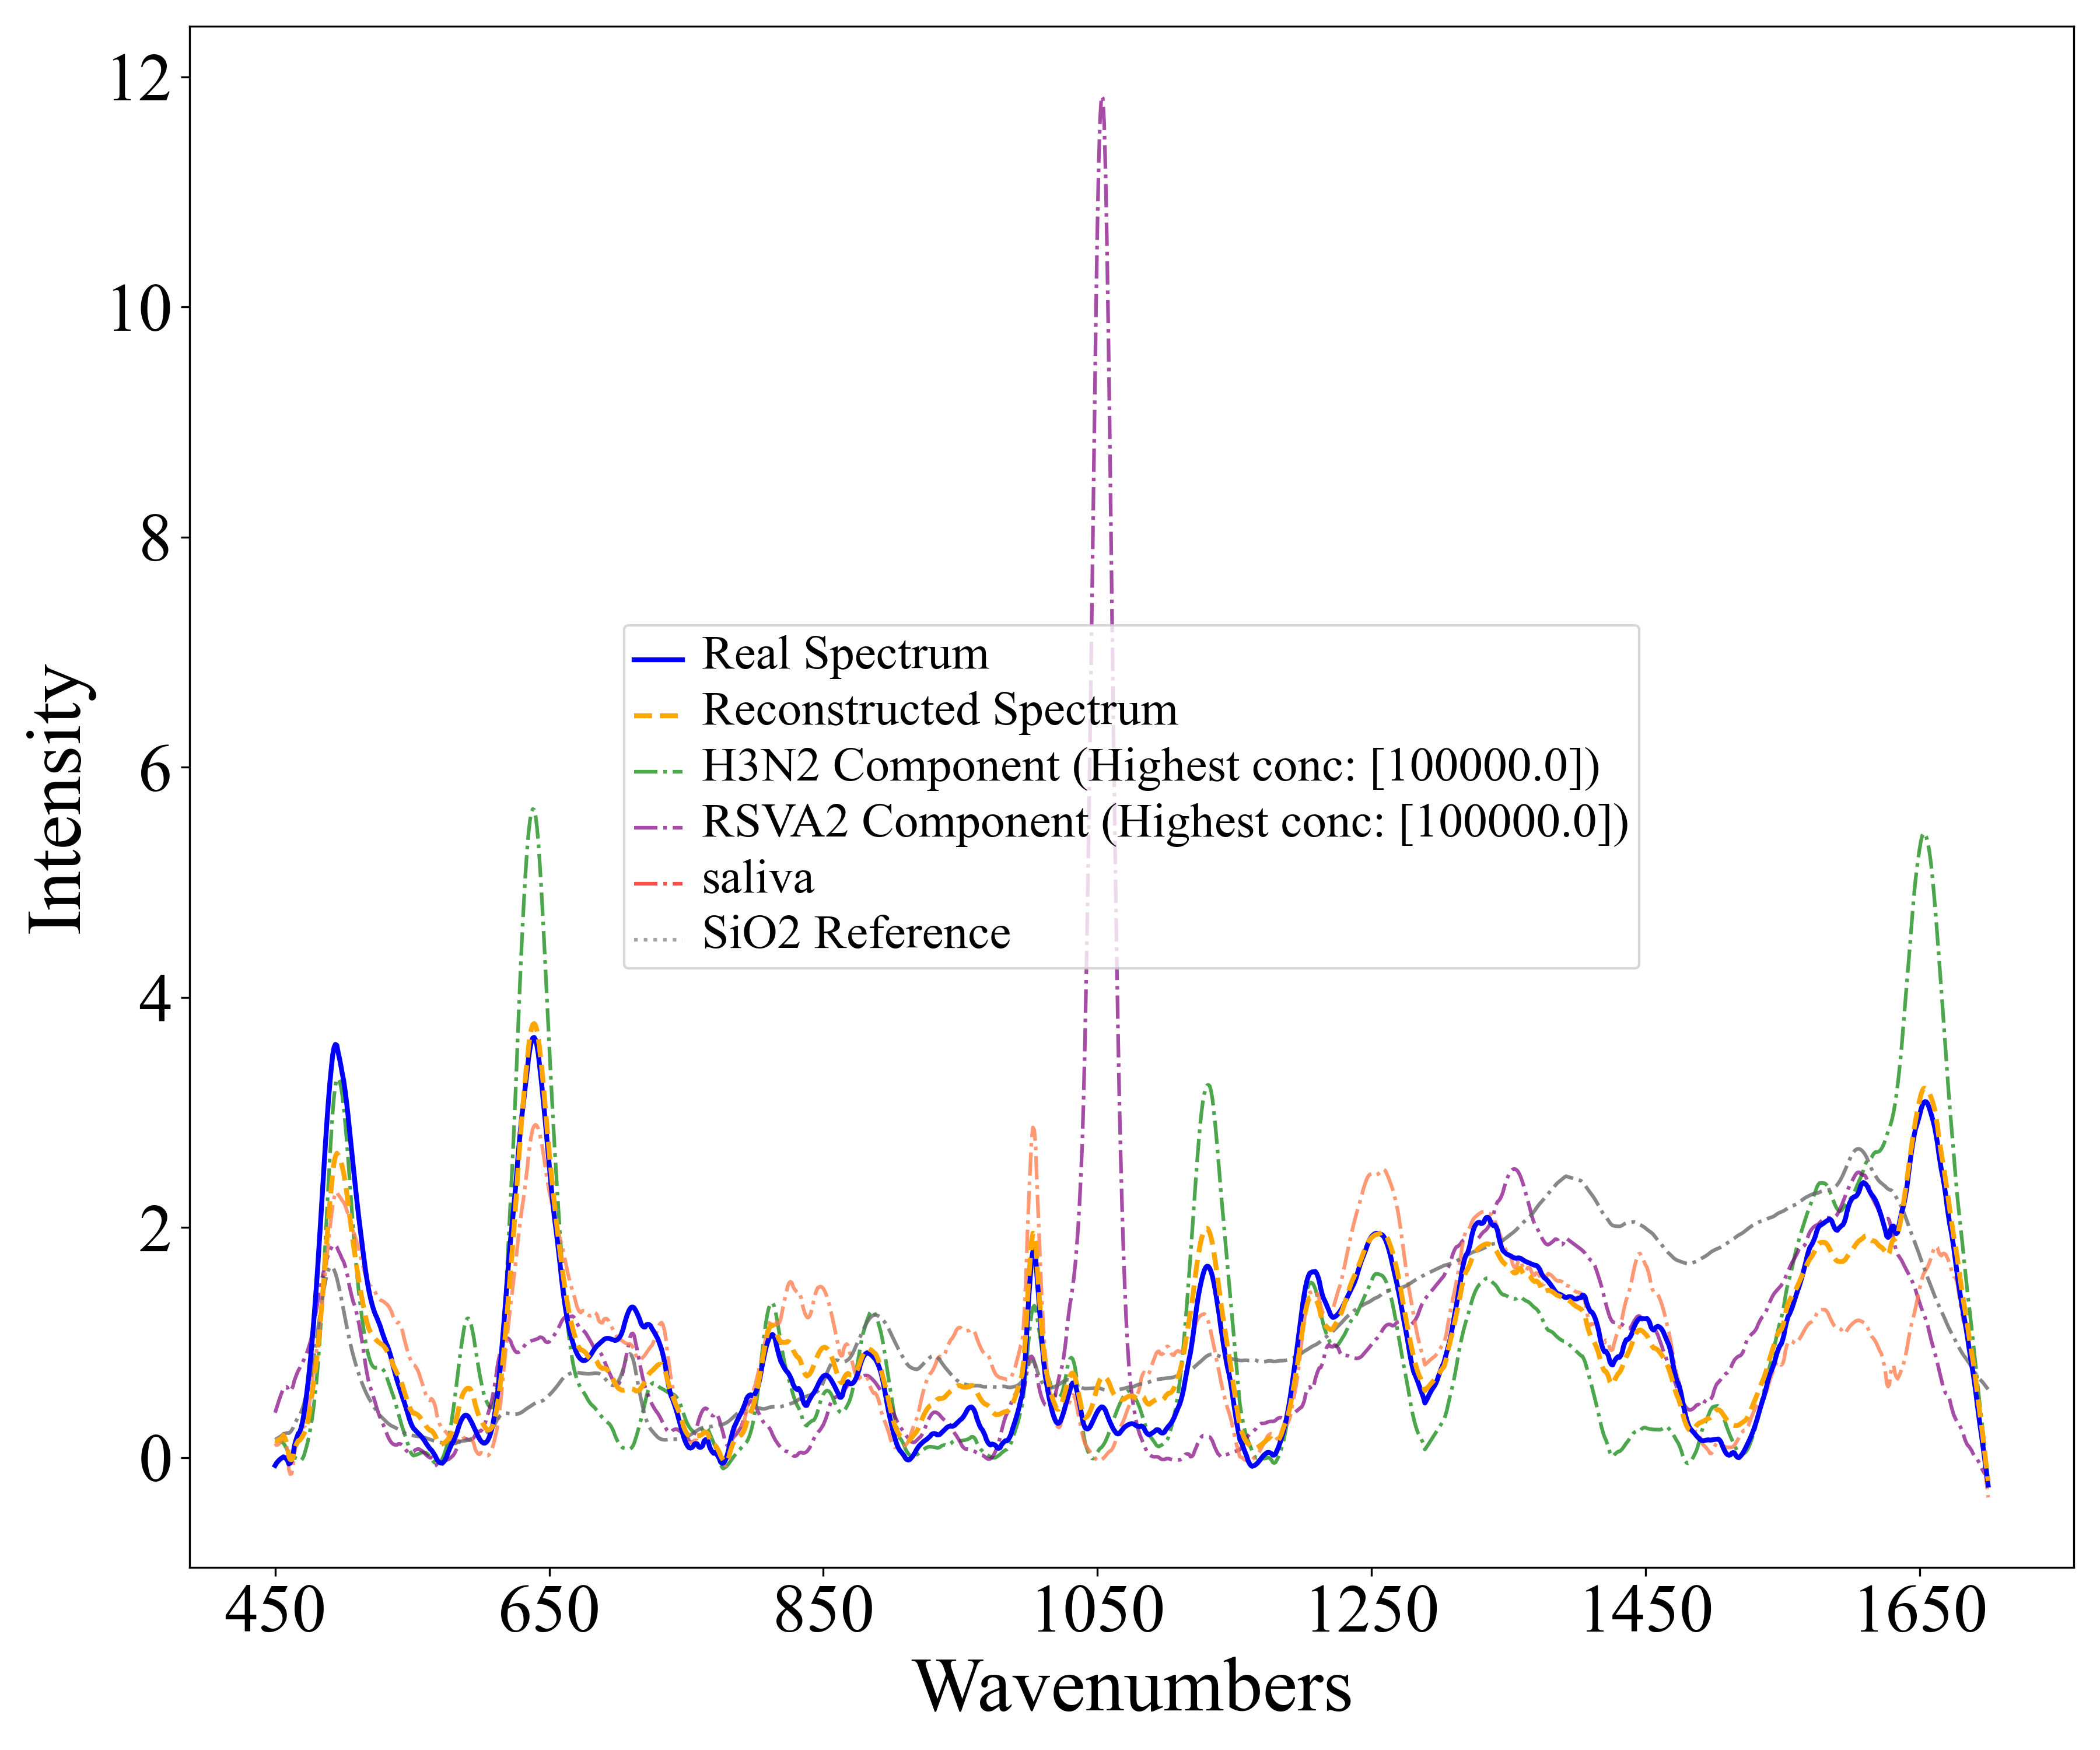 12
10
8
6
4
2
0
Intensity
Real Spectrum
Reconstructed Spectrum
H3N2 Component (Highest conc: [100000.0])
RSVA2 Component (Highest conc: [100000.0])
saliva
SiO2 Reference
450 650 850 1050 1250 1450 1650
Wavenumbers